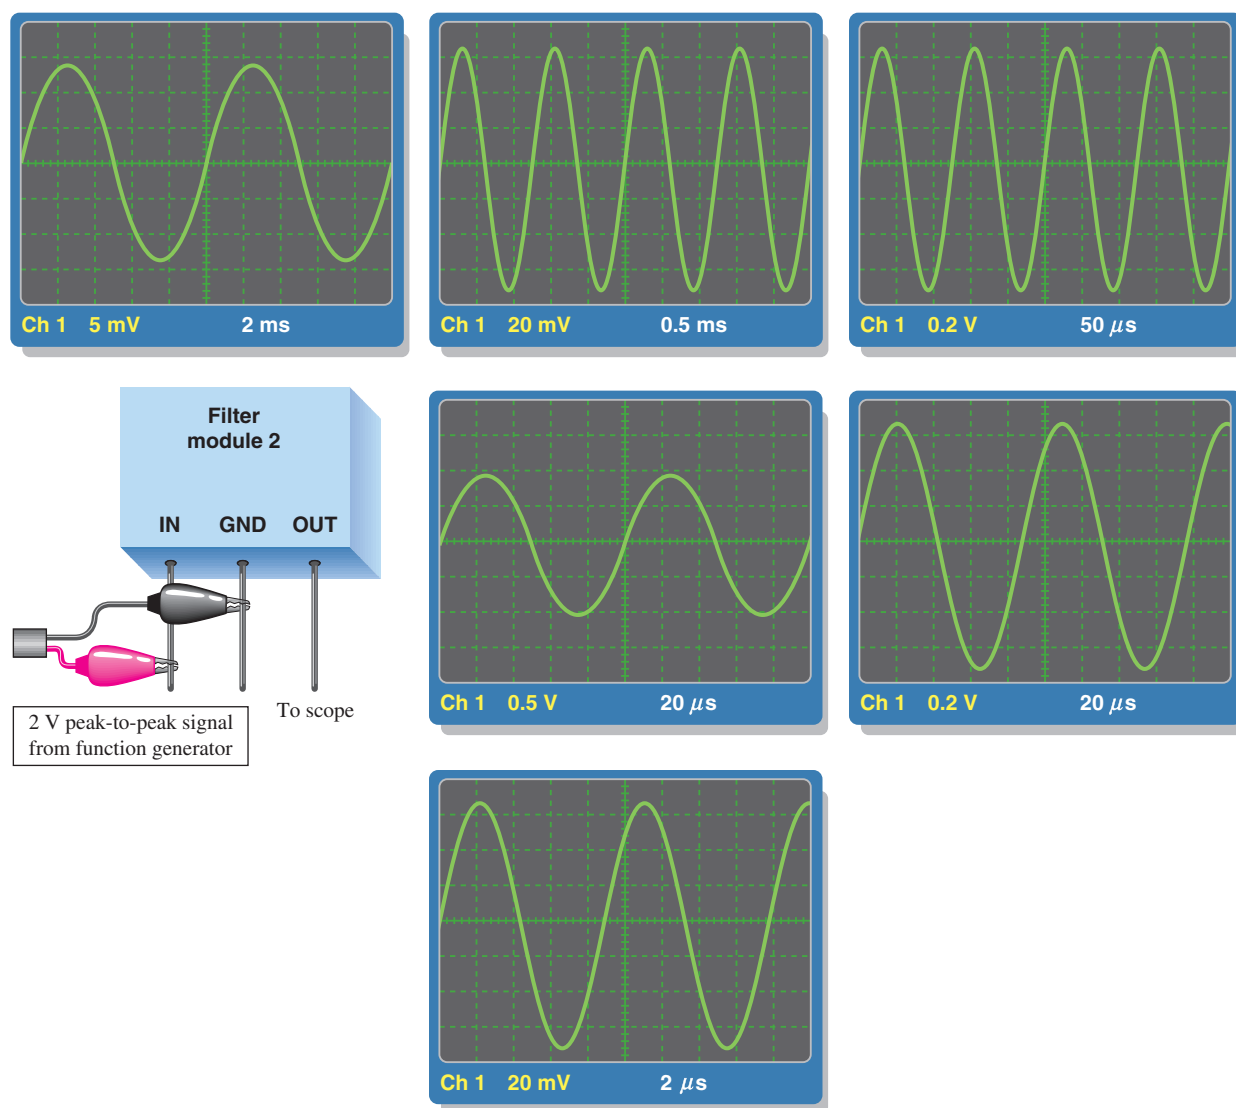 Ch 1 5 mV 2 ms
Ch 1 20 mV 0.5 ms
Ch 1 0.2 V 50 μs
Filter
module 2
IN GND OUT
2 V peak-to-peak signal
from function generator
To scope
Ch 1 0.5 V 20 μs
Ch 1 0.2 V 20 μs
Ch 1 20 mV 2 μs